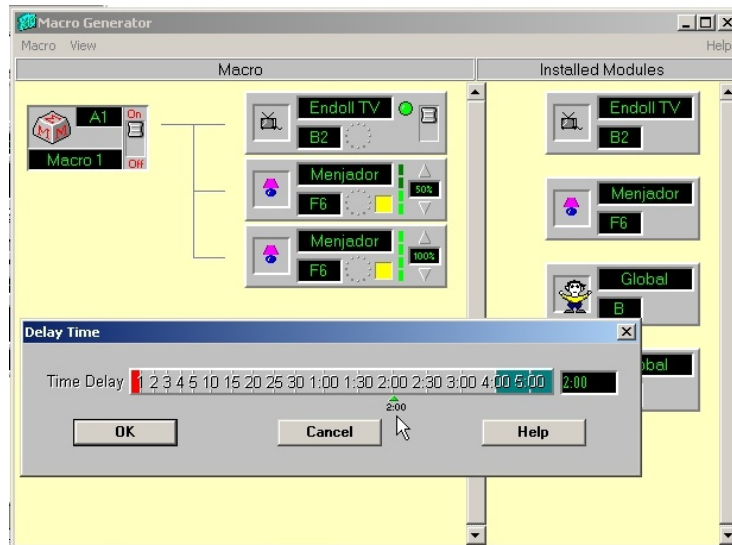 Macro Generator
Macro View Help
Macro
Installed Modules
A1
On
Macro 1
Off
Endoll TV
B2
Menjador
F6
50%
Menjador
F6
100%
Endoll TV
B2
Menjador
F6
Global
B
Delay Time
Time Delay 1 2 3 4 5 10 15 20 25 30 1:00 1:30 2:00 2:30 3:00 4:00 5:00 2:00
2:00
OK Cancel Help